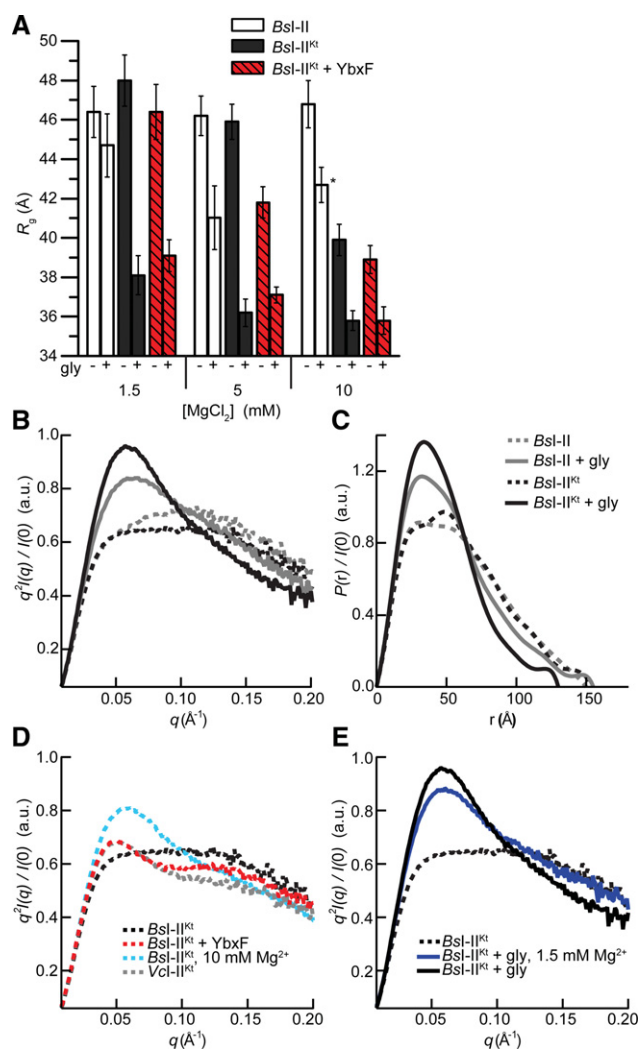 A
BsI-II
BsI-IIKt
BsI-IIKt + YbxF
50
48
46
44
42
40
38
36
34
Rg (Å)
*
gly - + - + - + - + - + - + - + - + - +
1.5 5 10
[MgCl2] (mM)
B
1.0
0.8
0.6
0.4
0.2
q2I(q) / I(0) (a.u.)
0.05 0.10 0.15 0.20
q (Å-1)
C
BsI-II
BsI-II + gly
BsI-IIKt
BsI-IIKt + gly
1.2
0.8
0.4
0
P(r) / I(0) (a.u.)
0 50 100 150
r (Å)
D
1.0
0.8
0.6
0.4
0.2
q2I(q) / I(0) (a.u.)
BsI-IIKt
BsI-IIKt + YbxF
BsI-IIKt, 10 mM Mg2+
VcI-IIKt
0.05 0.10 0.15 0.20
q (Å-1)
E
1.0
0.8
0.6
0.4
0.2
q2I(q) / I(0) (a.u.)
BsI-IIKt
BsI-IIKt + gly, 1.5 mM Mg2+
BsI-IIKt + gly
0.05 0.10 0.15 0.20
q (Å-1)